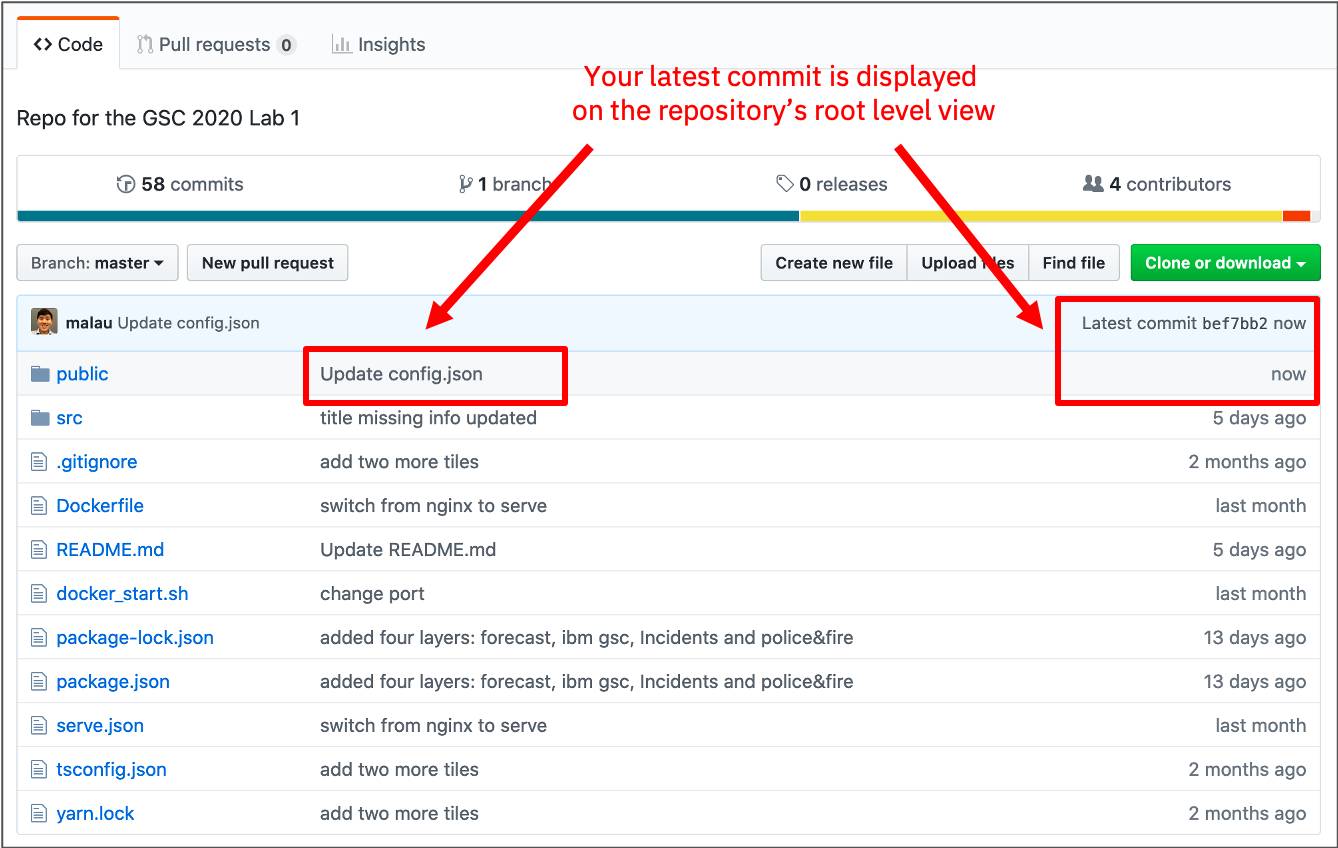 Code Pull requests 0 Insights
Your latest commit is displayed
on the repository's root level view
Repo for the GSC 2020 Lab 1
58 commits 1 branch 0 releases 4 contributors
Branch: master New pull request Create new file Upload files Find file Clone or download
malau Update config.json Latest commit bef7bb2 now
public Update config.json now
src title missing info updated 5 days ago
.gitignore add two more tiles 2 months ago
Dockerfile switch from nginx to serve last month
README.md Update README.md 5 days ago
docker_start.sh change port last month
package-lock.json added four layers: forecast, ibm gsc, Incidents and police&fire 13 days ago
package.json added four layers: forecast, ibm gsc, Incidents and police&fire 13 days ago
serve.json switch from nginx to serve last month
tsconfig.json add two more tiles 2 months ago
yarn.lock add two more tiles 2 months ago